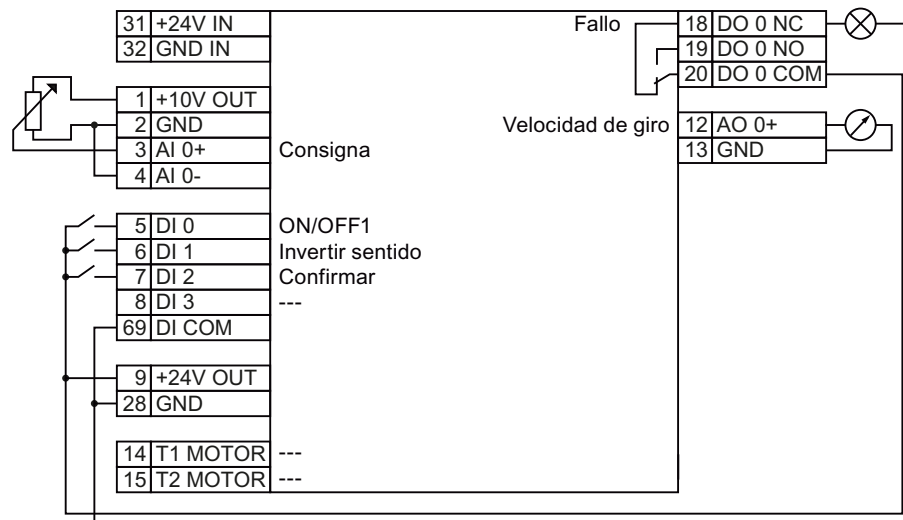 31 +24V IN
32 GND IN
1 +10V OUT
2 GND
3 AI 0+ Consigna
4 AI 0-
5 DI 0 ON/OFF1
6 DI 1 Invertir sentido
7 DI 2 Confirmar
8 DI 3 ---
69 DI COM
9 +24V OUT
28 GND
14 T1 MOTOR ---
15 T2 MOTOR ---
Fallo 18 DO 0 NC
19 DO 0 NO
20 DO 0 COM
Velocidad de giro 12 AO 0+
13 GND